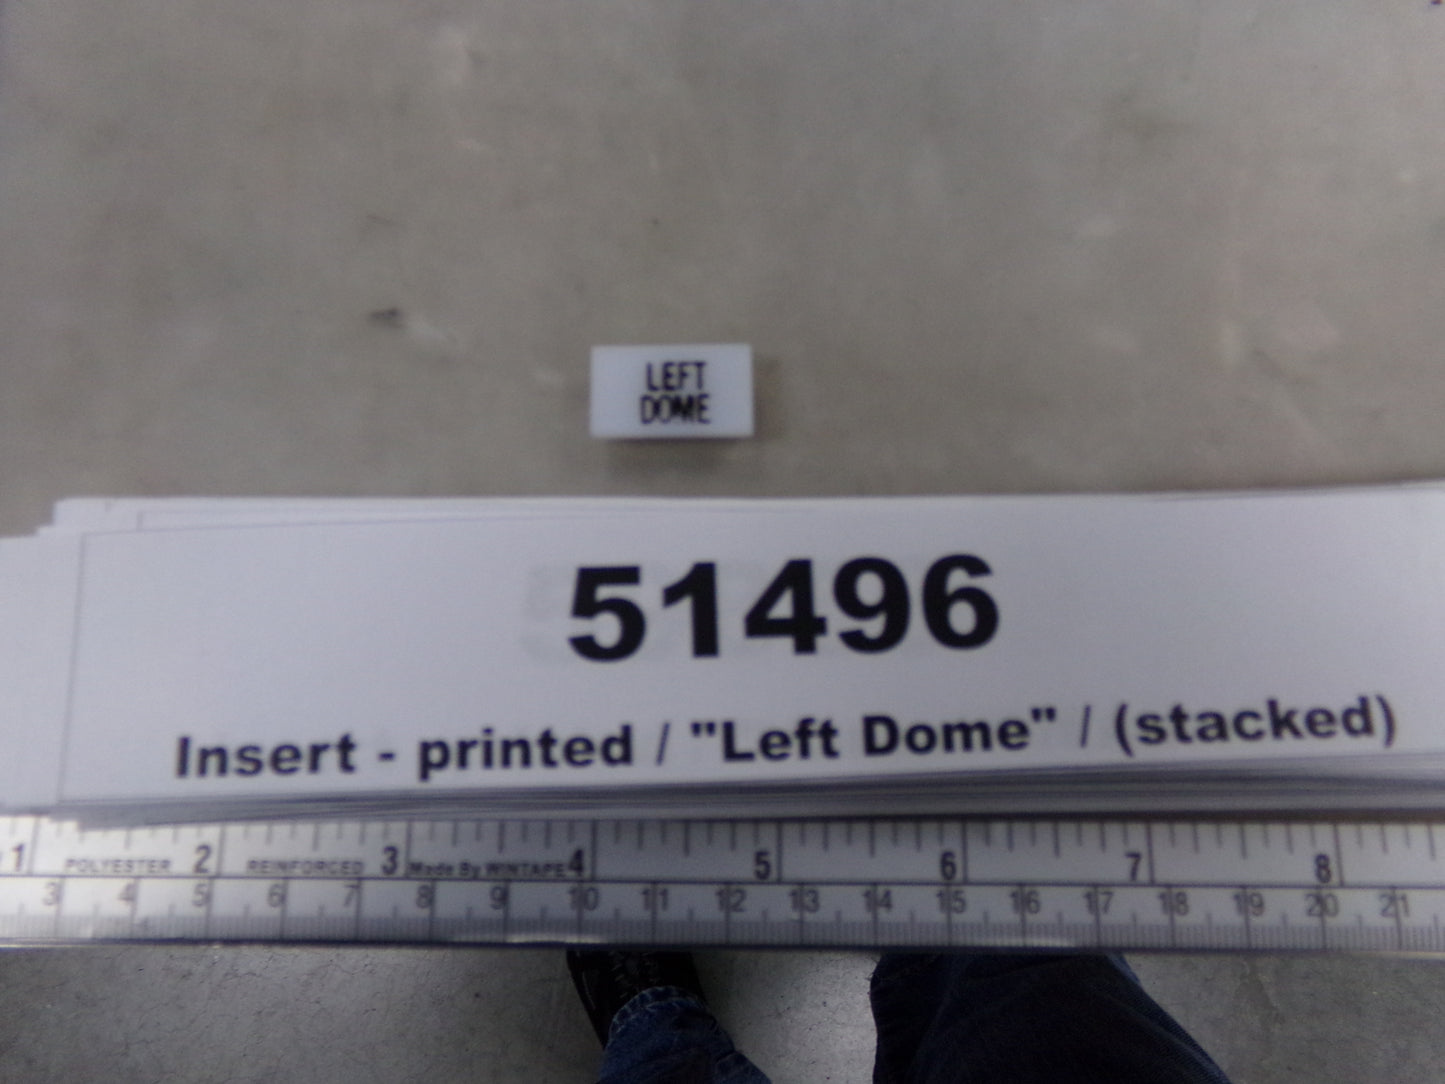 LEFT
DOME
51496
Insert - printed / "Left Dome" / (stacked)
1 POLYESTER 2 REINFORCED 3 Made By WINTAPE 4 5 6 7 8
3 4 5 6 7 8 9 10 11 12 13 14 15 16 17 18 19 20 21